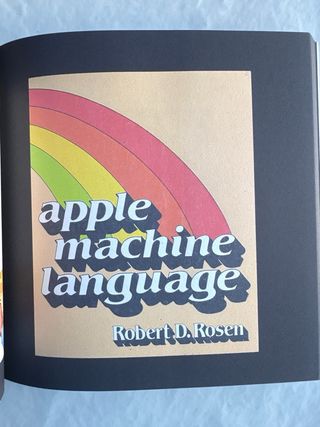 apple
machine
language
Robert D. Rosen